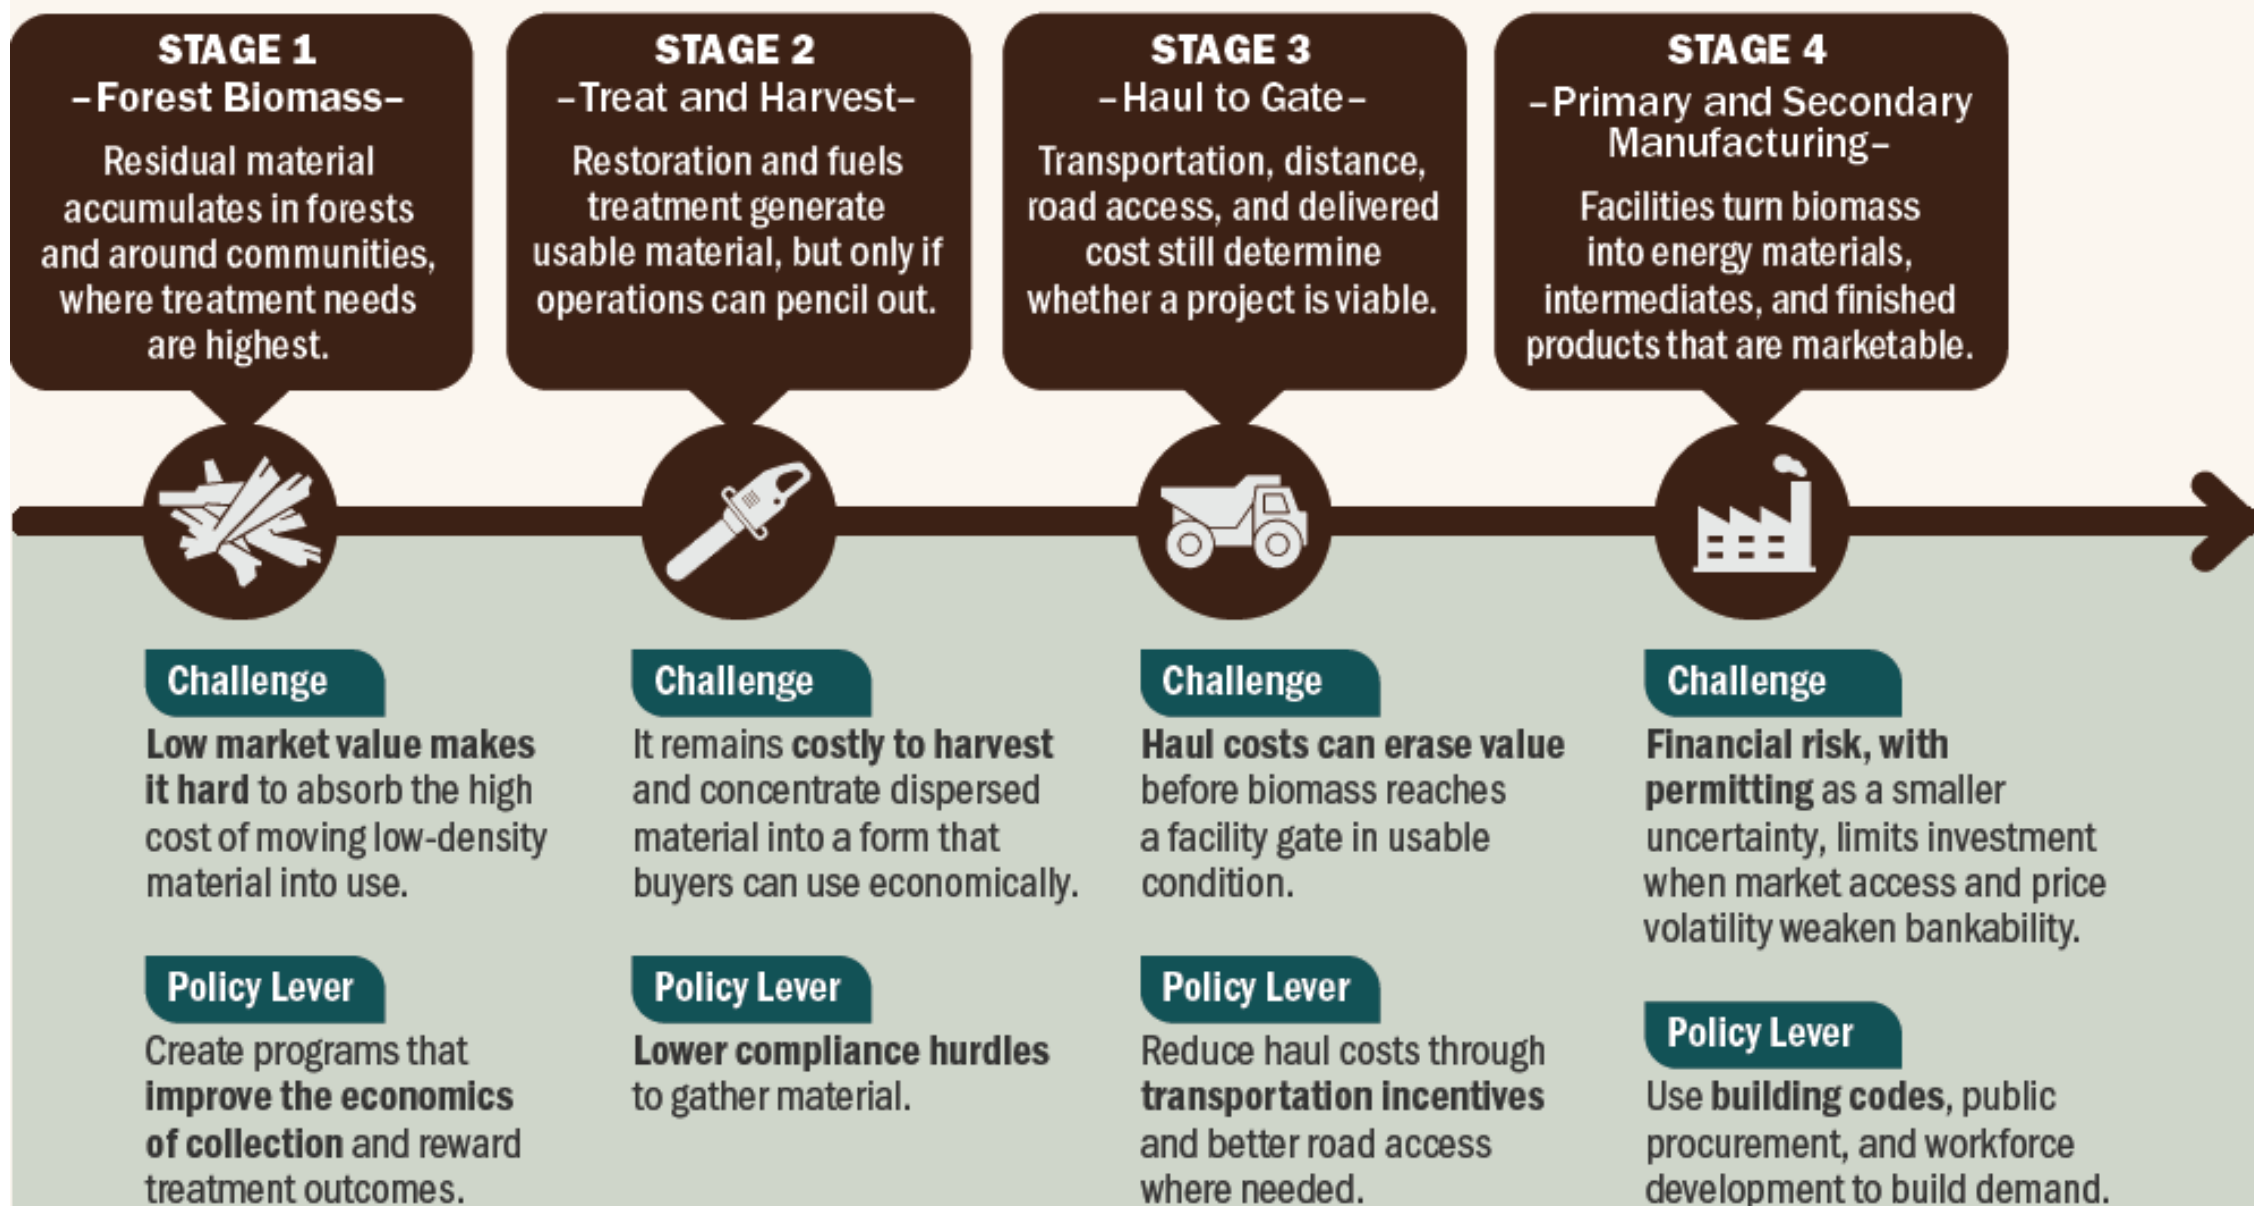 STAGE 1
–Forest Biomass–
Residual material
accumulates in forests
and around communities,
where treatment needs
are highest.
STAGE 2
–Treat and Harvest–
Restoration and fuels
treatment generate
usable material, but only if
operations can pencil out.
STAGE 3
–Haul to Gate–
Transportation, distance,
road access, and delivered
cost still determine
whether a project is viable.
STAGE 4
–Primary and Secondary
Manufacturing–
Facilities turn biomass
into energy materials,
intermediates, and finished
products that are marketable.
Challenge
Low market value makes
it hard to absorb the high
cost of moving low-density
material into use.
Policy Lever
Create programs that
improve the economics
of collection and reward
treatment outcomes.
Challenge
It remains costly to harvest
and concentrate dispersed
material into a form that
buyers can use economically.
Policy Lever
Lower compliance hurdles
to gather material.
Challenge
Haul costs can erase value
before biomass reaches
a facility gate in usable
condition.
Policy Lever
Reduce haul costs through
transportation incentives
and better road access
where needed.
Challenge
Financial risk, with
permitting as a smaller
uncertainty, limits investment
when market access and price
volatility weaken bankability.
Policy Lever
Use building codes, public
procurement, and workforce
development to build demand.